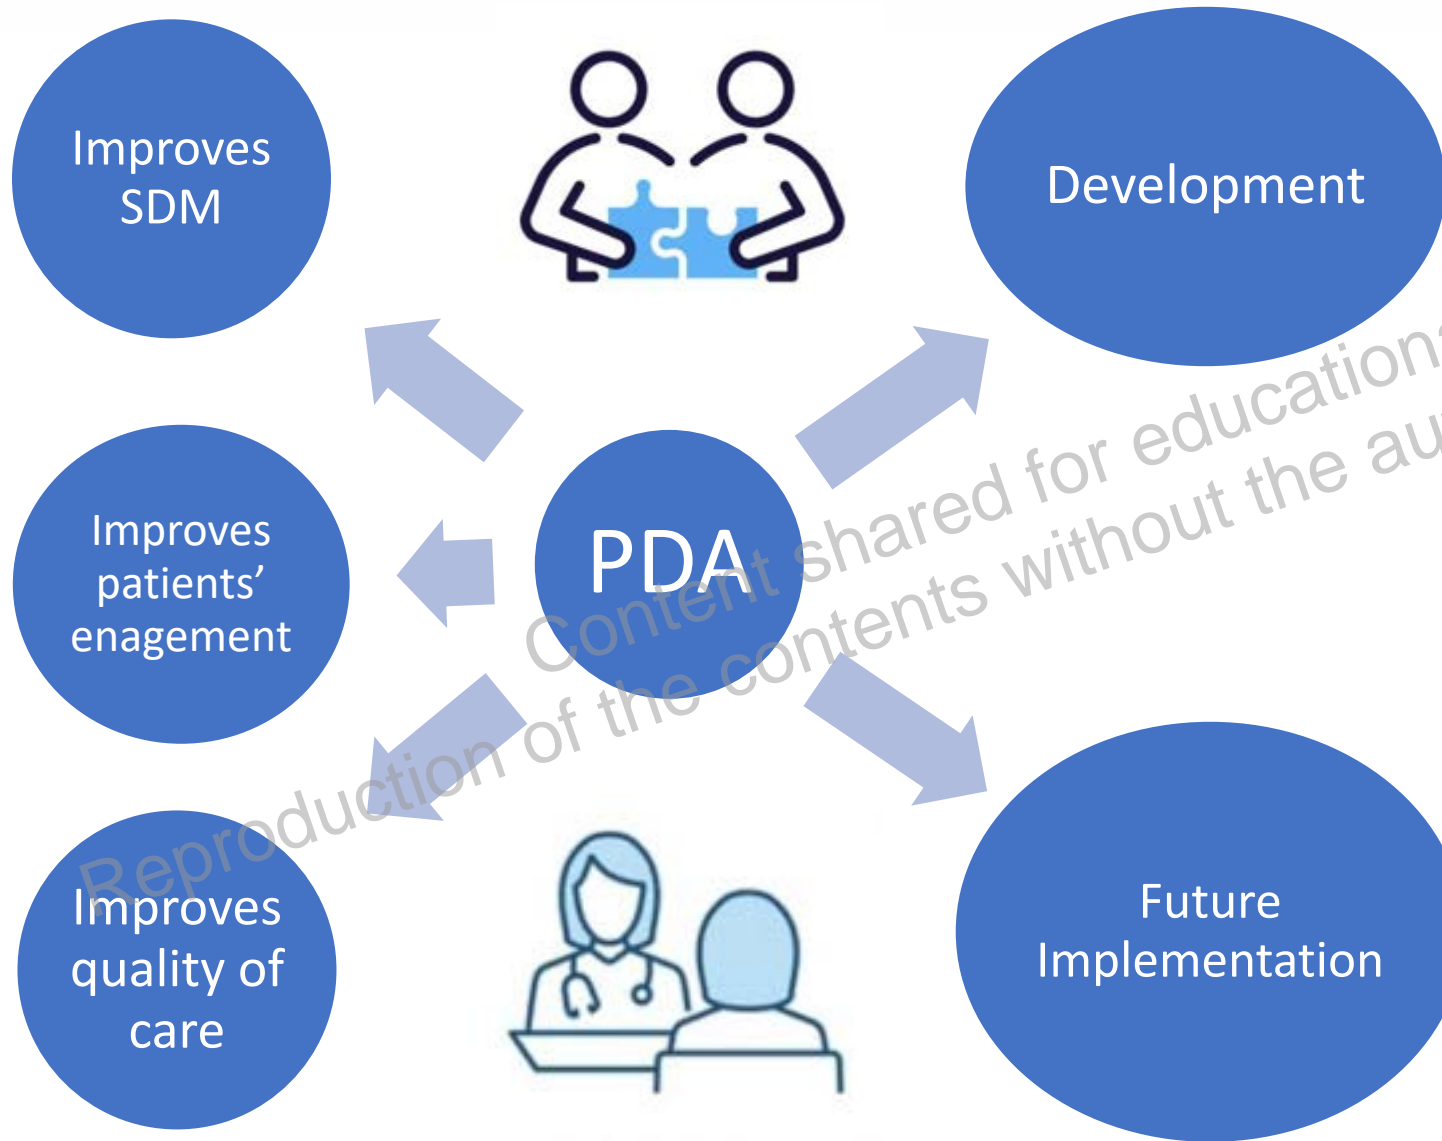 Improves
SDM
Development
Improves
patients'
enagement
PDA
Improves
quality of
care
Future
Implementation
Content shared for education
Reproduction of the contents without the au